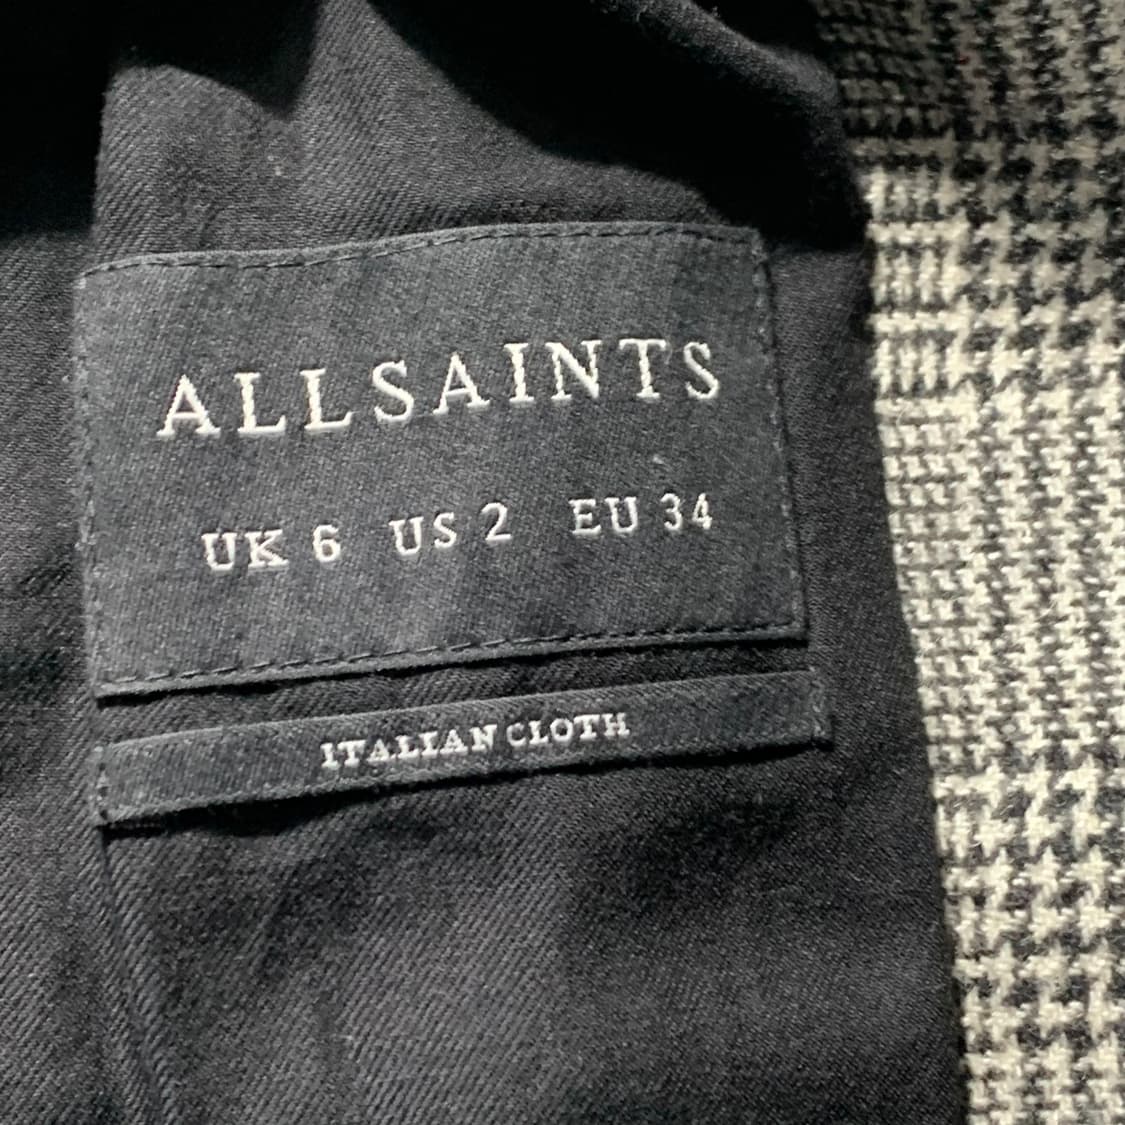 ALLSAINTS
UK 6 US 2 EU 34
ITALIAN CLOTH